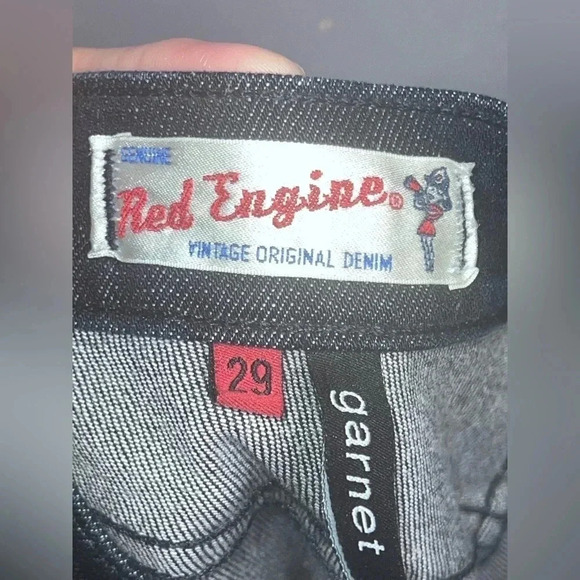 GENUINE
Red Engine®
VINTAGE ORIGINAL DENIM
29
garnet